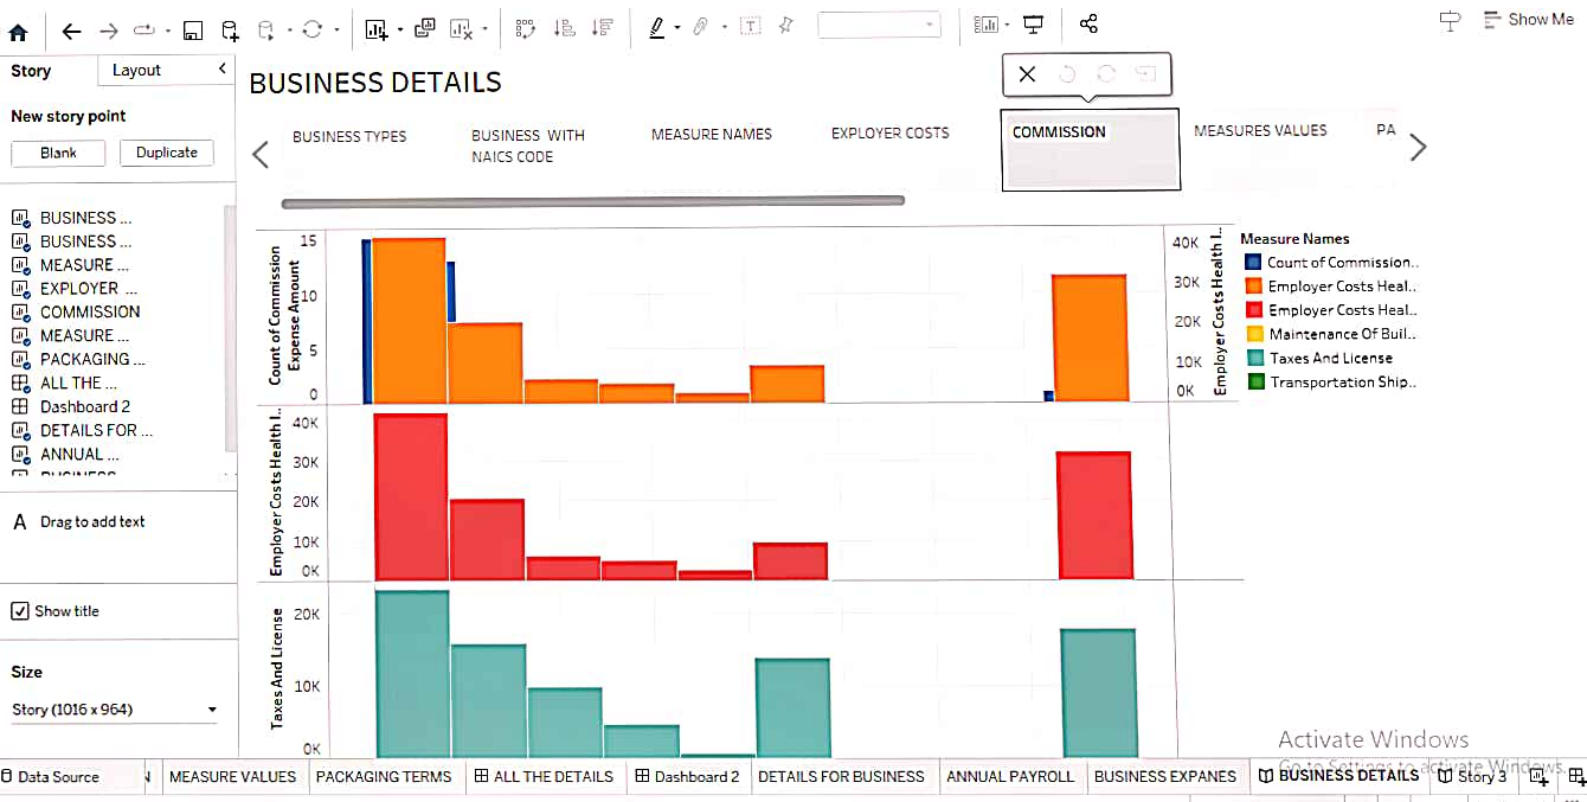 Show Me
Story
Layout
New story point
Blank
Duplicate
BUSINESS ...
BUSINESS ...
MEASURE ...
EXPLOYER ...
COMMISSION
MEASURE ...
PACKAGING ...
ALL THE ...
Dashboard 2
DETAILS FOR ...
ANNUAL ...
A Drag to add text
Show title
Size
Story (1016 x 964)
BUSINESS DETAILS
BUSINESS TYPES
BUSINESS WITH
NAICS CODE
MEASURE NAMES
EXPLOYER COSTS
COMMISSION
MEASURES VALUES
PA
Count of Commission
Expense Amount
15
10
5
0
40K
30K
20K
10K
0K
Employer Costs Health I..
Employer Costs Health I..
40K
30K
20K
10K
0K
Taxes And License
20K
10K
0K
Measure Names
Count of Commission..
Employer Costs Heal..
Employer Costs Heal..
Maintenance Of Buil..
Taxes And License
Transportation Ship..
Activate Windows
Go to Settings to activate Windows.
Data Source
MEASURE VALUES
PACKAGING TERMS
ALL THE DETAILS
Dashboard 2
DETAILS FOR BUSINESS
ANNUAL PAYROLL
BUSINESS EXPANES
BUSINESS DETAILS
Story 3